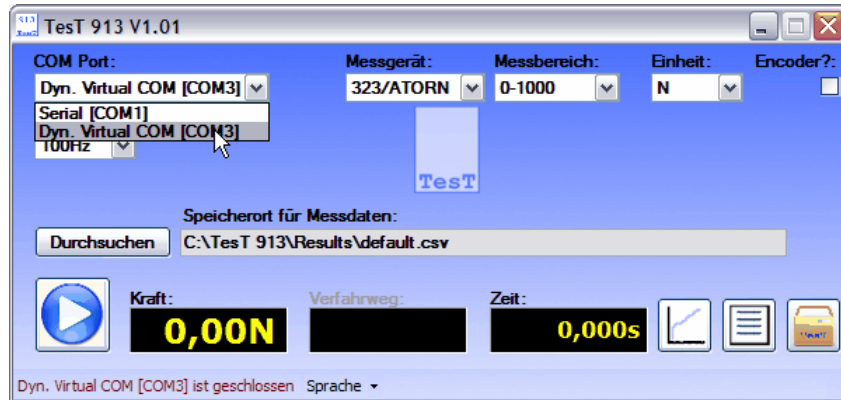 TesT 913 V1.01
COM Port: Messgerät: Messbereich: Einheit: Encoder?:
Dyn. Virtual COM [COM3] 323/ATORN 0-1000 N
Serial [COM1]
Dyn. Virtual COM [COM3]
100Hz
TesT
Speicherort für Messdaten:
Durchsuchen C:\TesT 913\Results\default.csv
Kraft: Verfahrweg: Zeit:
0,00N 0,000s
Dyn. Virtual COM [COM3] ist geschlossen Sprache